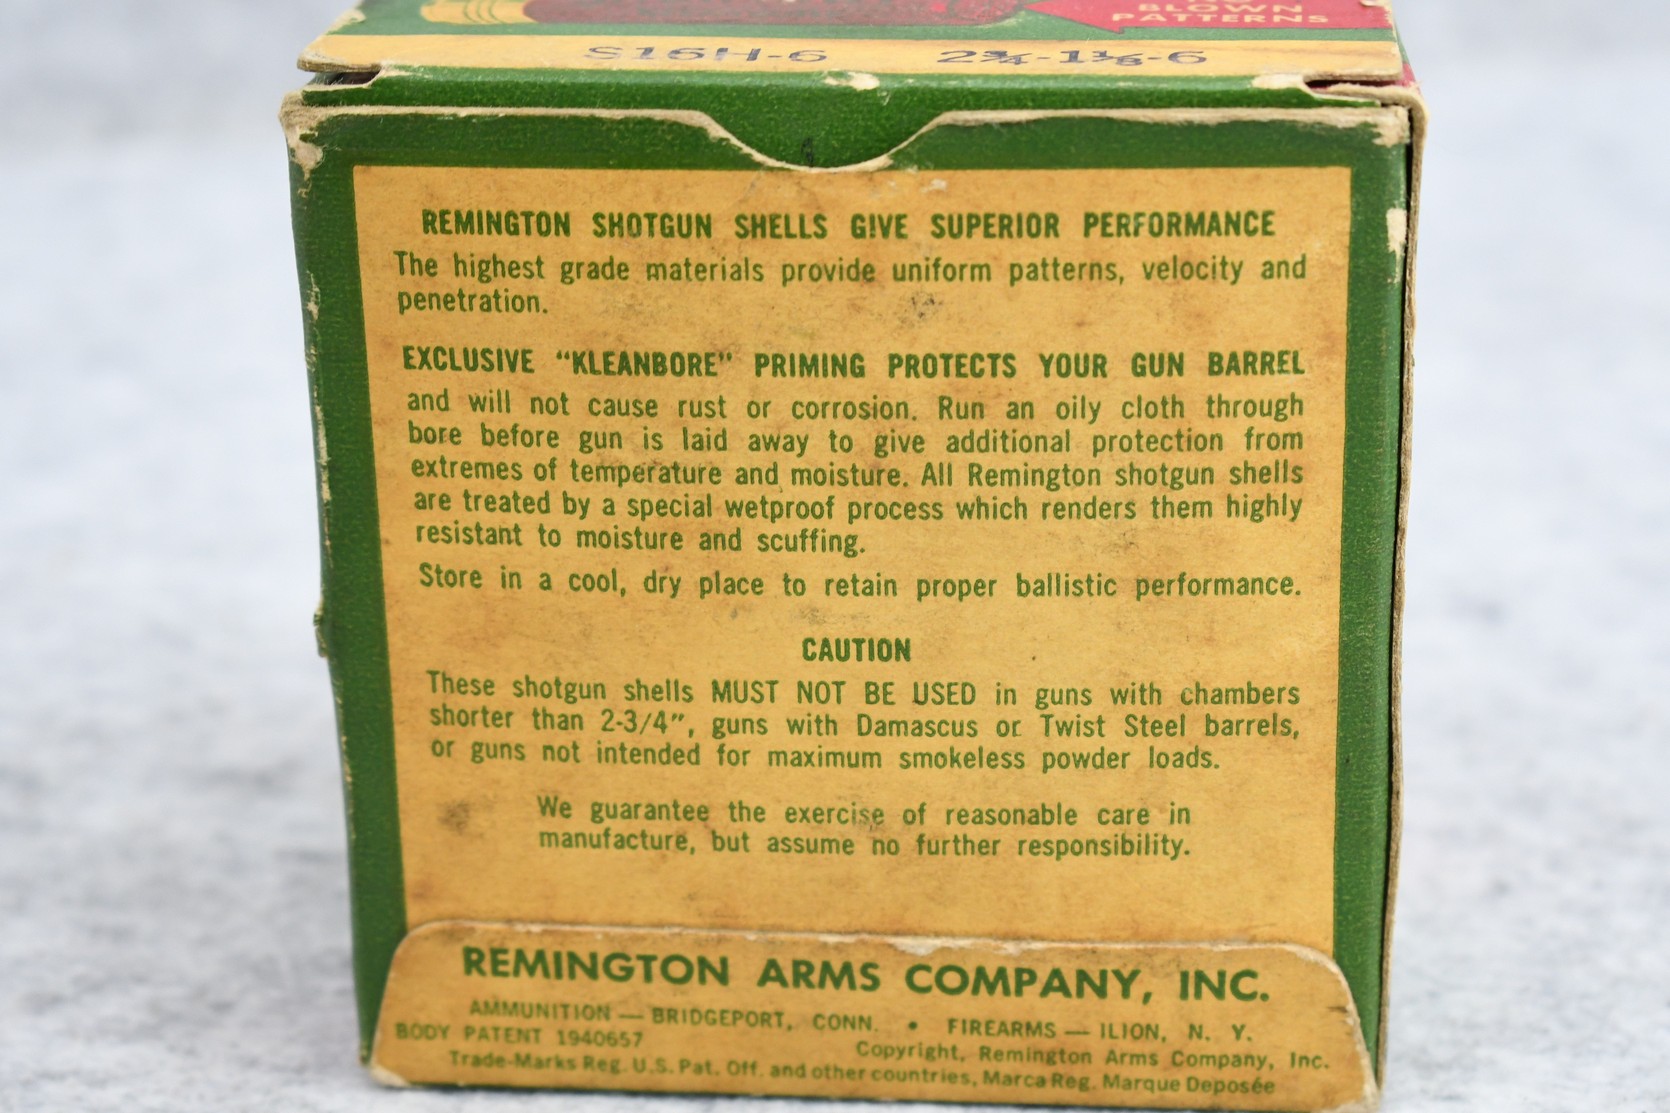 BLOWN
PATTERNS
S16H-6 2¾-1⅛-6
REMINGTON SHOTGUN SHELLS GIVE SUPERIOR PERFORMANCE
The highest grade materials provide uniform patterns, velocity and
penetration.
EXCLUSIVE "KLEANBORE" PRIMING PROTECTS YOUR GUN BARREL
and will not cause rust or corrosion. Run an oily cloth through
bore before gun is laid away to give additional protection from
extremes of temperature and moisture. All Remington shotgun shells
are treated by a special wetproof process which renders them highly
resistant to moisture and scuffing.
Store in a cool, dry place to retain proper ballistic performance.
CAUTION
These shotgun shells MUST NOT BE USED in guns with chambers
shorter than 2-3/4", guns with Damascus or Twist Steel barrels,
or guns not intended for maximum smokeless powder loads.
We guarantee the exercise of reasonable care in
manufacture, but assume no further responsibility.
REMINGTON ARMS COMPANY, INC.
AMMUNITION — BRIDGEPORT, CONN. • FIREARMS — ILION, N. Y.
BODY PATENT 1940657 Copyright, Remington Arms Company, Inc.
Trade-Marks Reg. U.S. Pat. Off. and other countries, Marca Reg. Marque Deposée